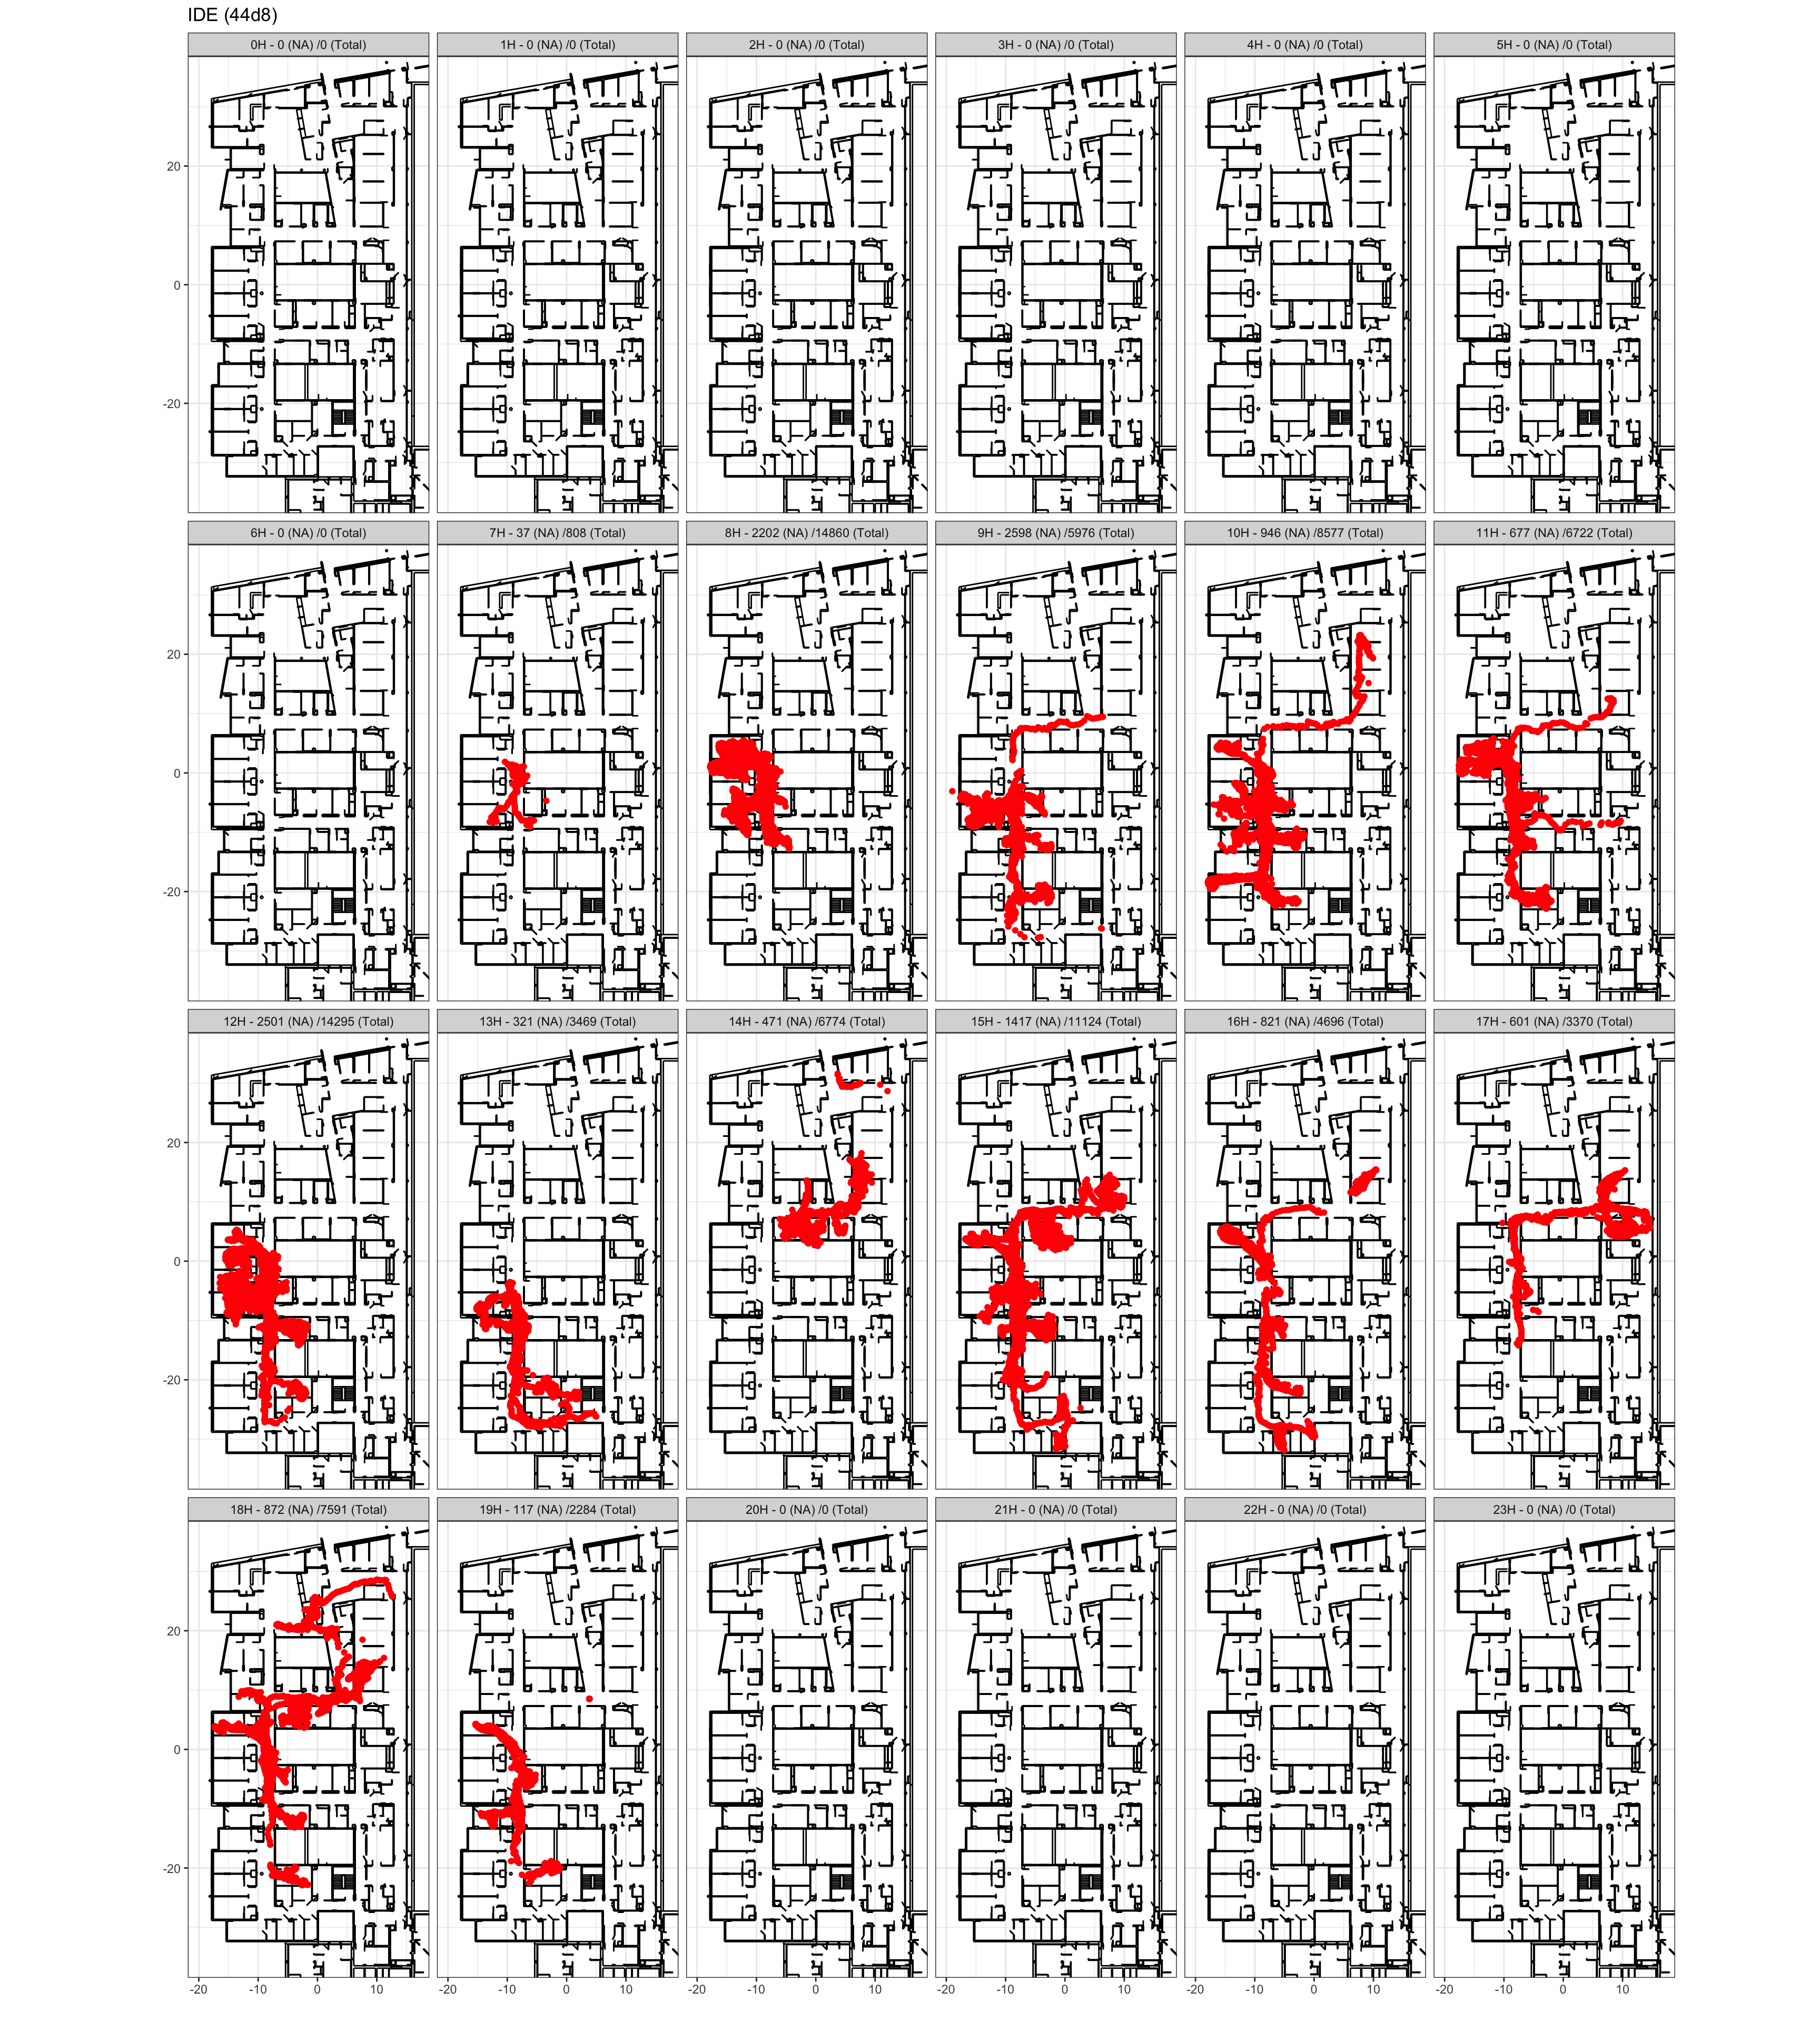 IDE (44d8)
0H - 0 (NA) /0 (Total) 1H - 0 (NA) /0 (Total) 2H - 0 (NA) /0 (Total) 3H - 0 (NA) /0 (Total) 4H - 0 (NA) /0 (Total) 5H - 0 (NA) /0 (Total)
20
0
-20
6H - 0 (NA) /0 (Total) 7H - 37 (NA) /808 (Total) 8H - 2202 (NA) /14860 (Total) 9H - 2598 (NA) /5976 (Total) 10H - 946 (NA) /8577 (Total) 11H - 677 (NA) /6722 (Total)
20
0
-20
12H - 2501 (NA) /14295 (Total) 13H - 321 (NA) /3469 (Total) 14H - 471 (NA) /6774 (Total) 15H - 1417 (NA) /11124 (Total) 16H - 821 (NA) /4696 (Total) 17H - 601 (NA) /3370 (Total)
20
0
-20
18H - 872 (NA) /7591 (Total) 19H - 117 (NA) /2284 (Total) 20H - 0 (NA) /0 (Total) 21H - 0 (NA) /0 (Total) 22H - 0 (NA) /0 (Total) 23H - 0 (NA) /0 (Total)
20
0
-20
-20 -10 0 10 -20 -10 0 10 -20 -10 0 10 -20 -10 0 10 -20 -10 0 10 -20 -10 0 10